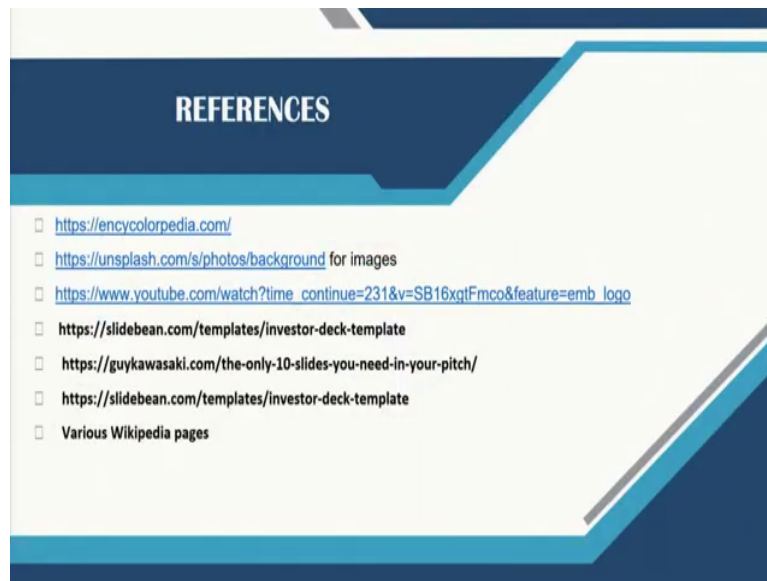 REFERENCES
https://encycolorpedia.com/
https://unsplash.com/s/photos/background for images
https://www.youtube.com/watch?time_continue=231&v=SB16xgtFmco&feature=emb_logo
https://slidebean.com/templates/investor-deck-template
https://guykawasaki.com/the-only-10-slides-you-need-in-your-pitch/
https://slidebean.com/templates/investor-deck-template
Various Wikipedia pages